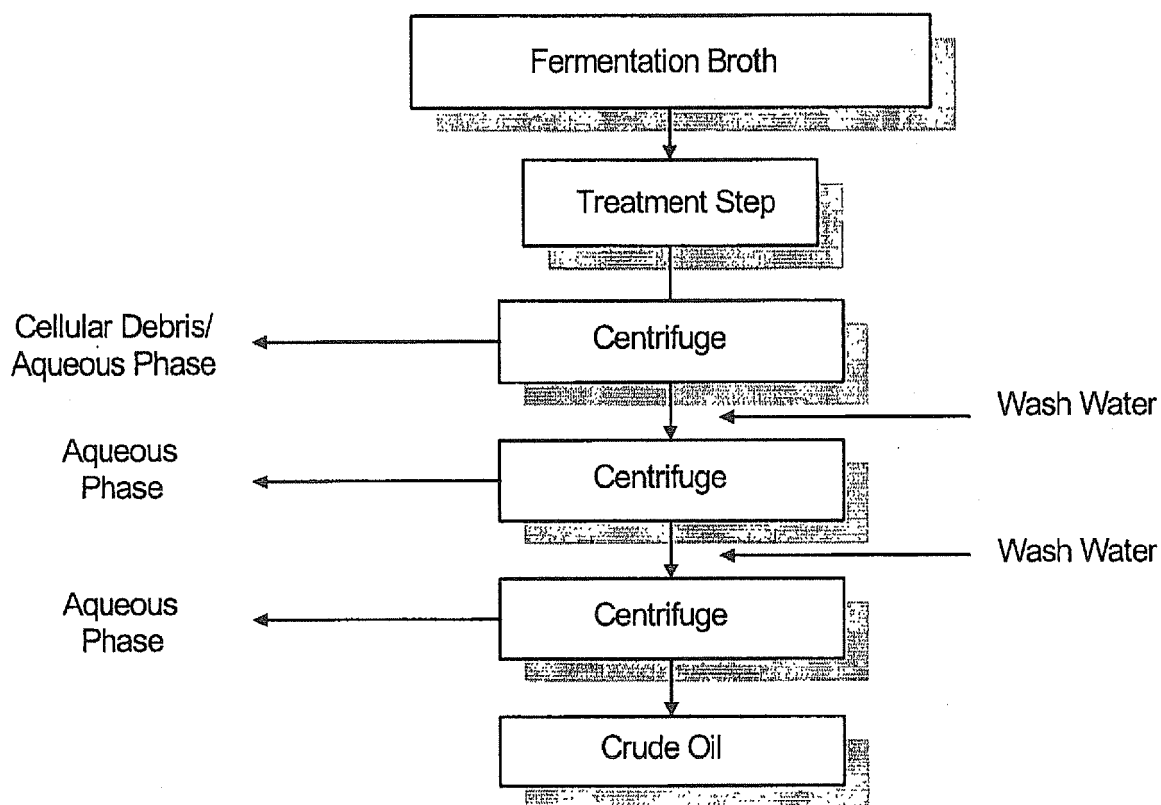 Fermentation Broth
Treatment Step
Cellular Debris/
Aqueous Phase
Centrifuge
Wash Water
Aqueous
Phase
Centrifuge
Wash Water
Aqueous
Phase
Centrifuge
Crude Oil